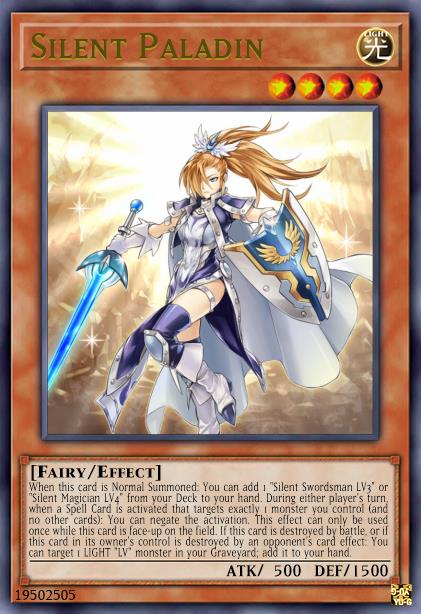 Silent Paladin
LIGHT
光
[Fairy/Effect]
When this card is Normal Summoned: You can add 1 "Silent Swordsman LV3" or
"Silent Magician LV4" from your Deck to your hand. During either player's turn,
when a Spell Card is activated that targets exactly 1 monster you control (and
no other cards): You can negate the activation. This effect can only be used
once while this card is face-up on the field. If this card is destroyed by battle, or if
this card in its owner's control is destroyed by an opponent's card effect: You
can target 1 LIGHT "LV" monster in your Graveyard; add it to your hand.
ATK/ 500 DEF/1500
19502505